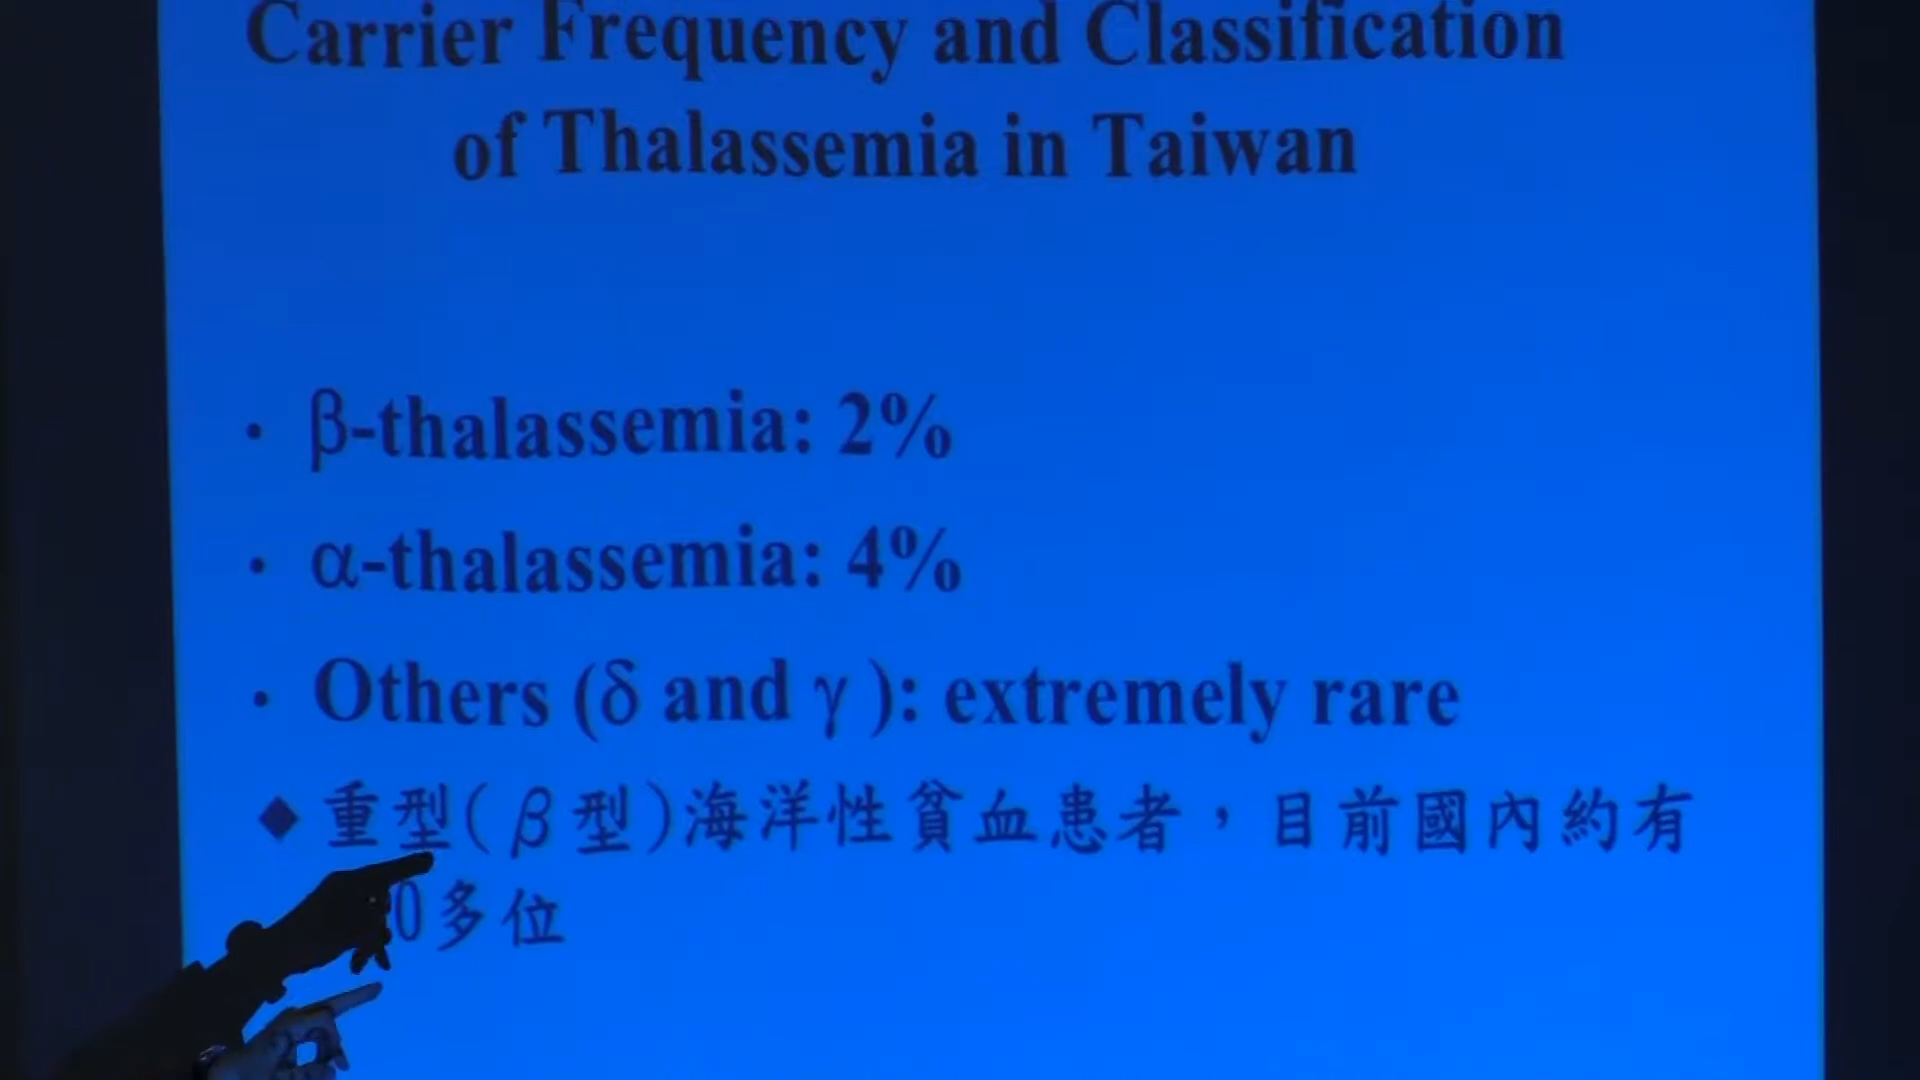 Carrier Frequency and Classification
of Thalassemia in Taiwan
• β-thalassemia: 2%
• α-thalassemia: 4%
• Others (δ and γ ): extremely rare
◆ 重型(β型)海洋性貧血患者，目前國內約有
0多位